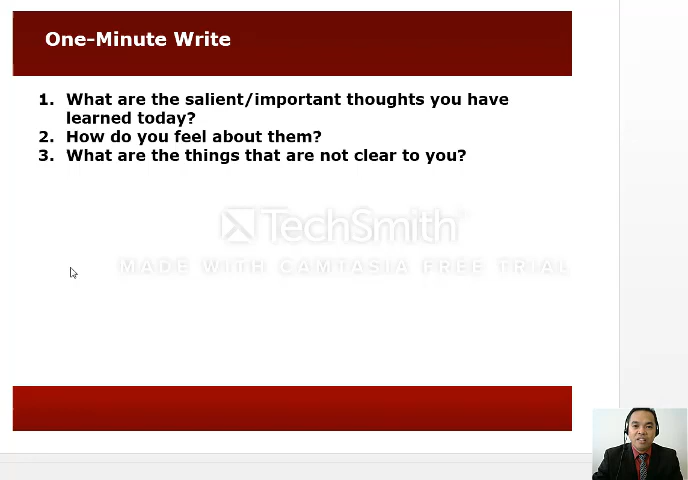 One-Minute Write
1. What are the salient/important thoughts you have
learned today?
2. How do you feel about them?
3. What are the things that are not clear to you?
TechSmith
MADE WITH CAMTASIA FREE TRIAL